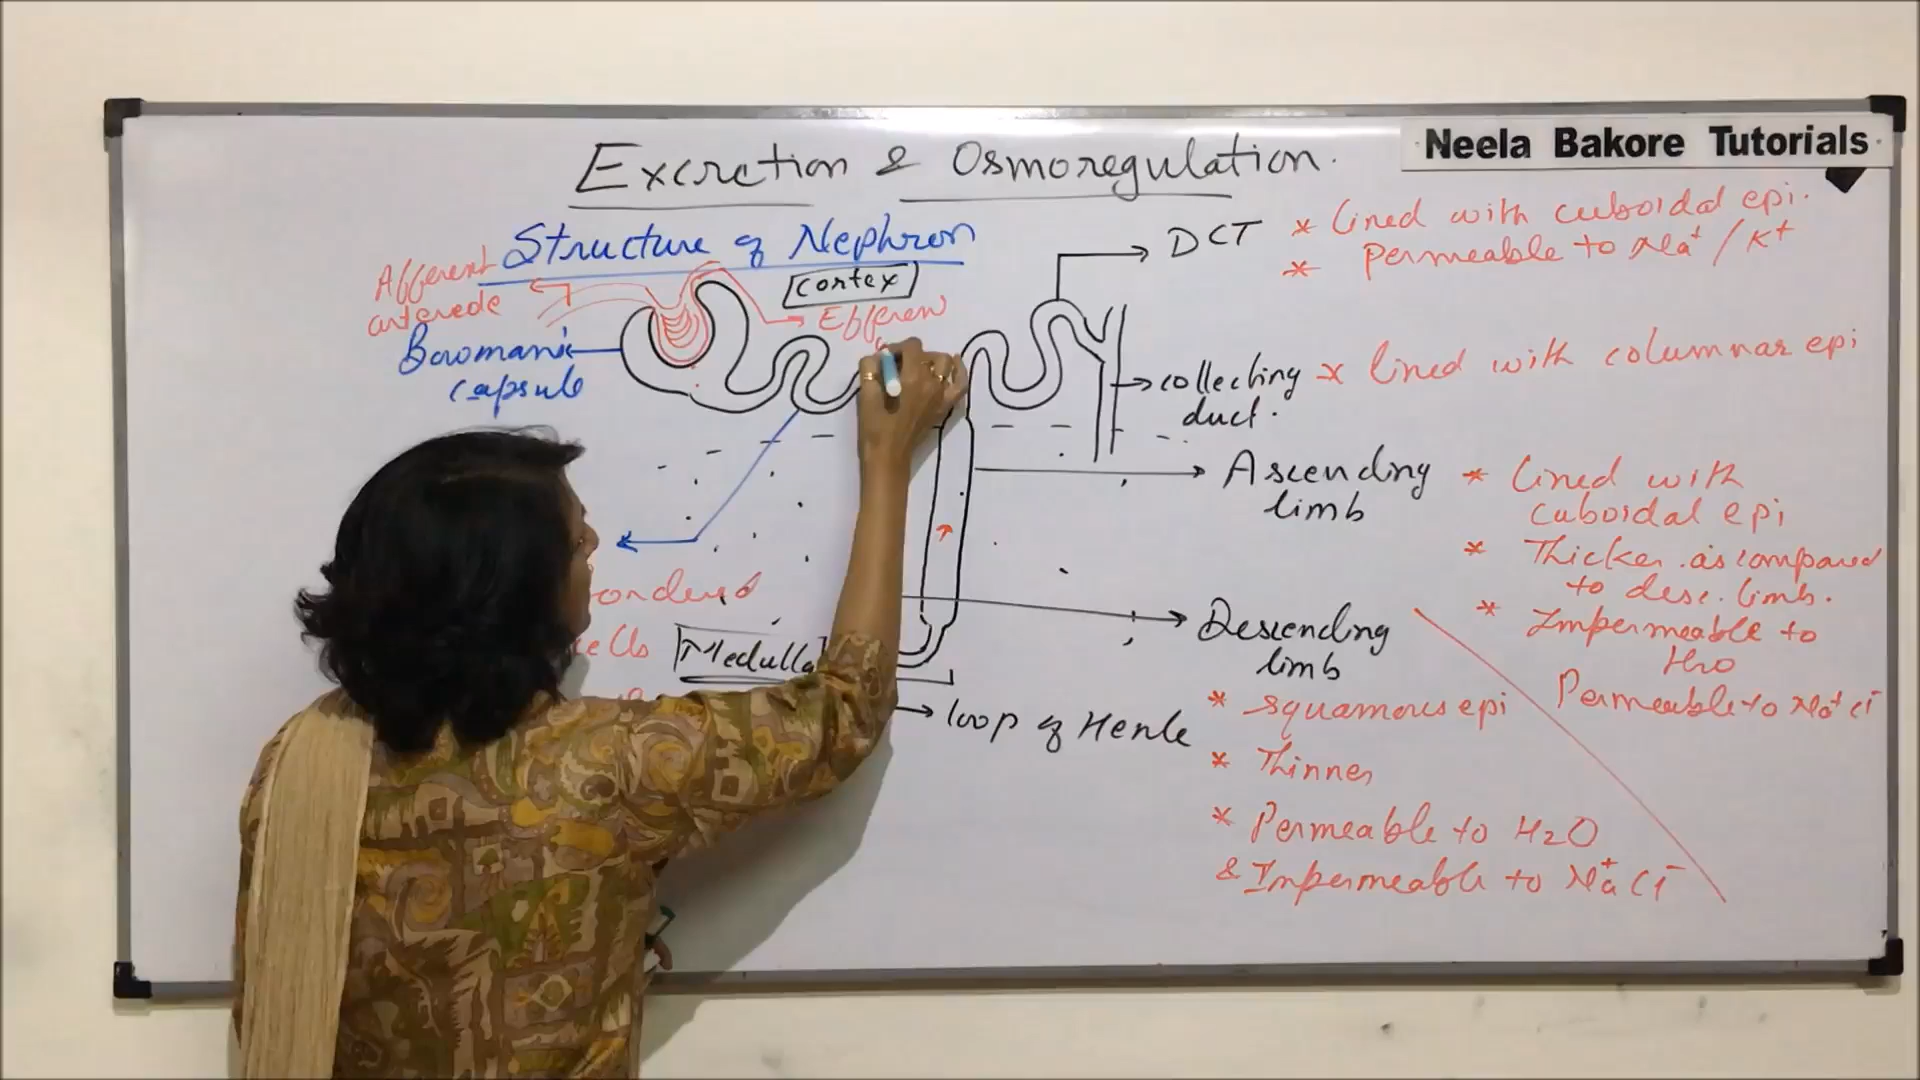 Neela Bakore Tutorials
Excretion & Osmoregulation.
Structure of Nephron
Afferent
arteriole
Cortex
Efferen
Bowman's
capsule
DCT
* lined with cuboidal epi.
* Permeable to Na+ / K+
collecting
duct.
* lined with columnar epi
Ascending
limb
* lined with
cuboidal epi
* Thicker as compared
to desc. limb.
* Impermeable to
H2O
Permeable to Na+ Cl-
Descending
limb
* squamous epi
* Thinner
* Permeable to H2O
& Impermeable to Na+ Cl-
Medulla
loop of Henle